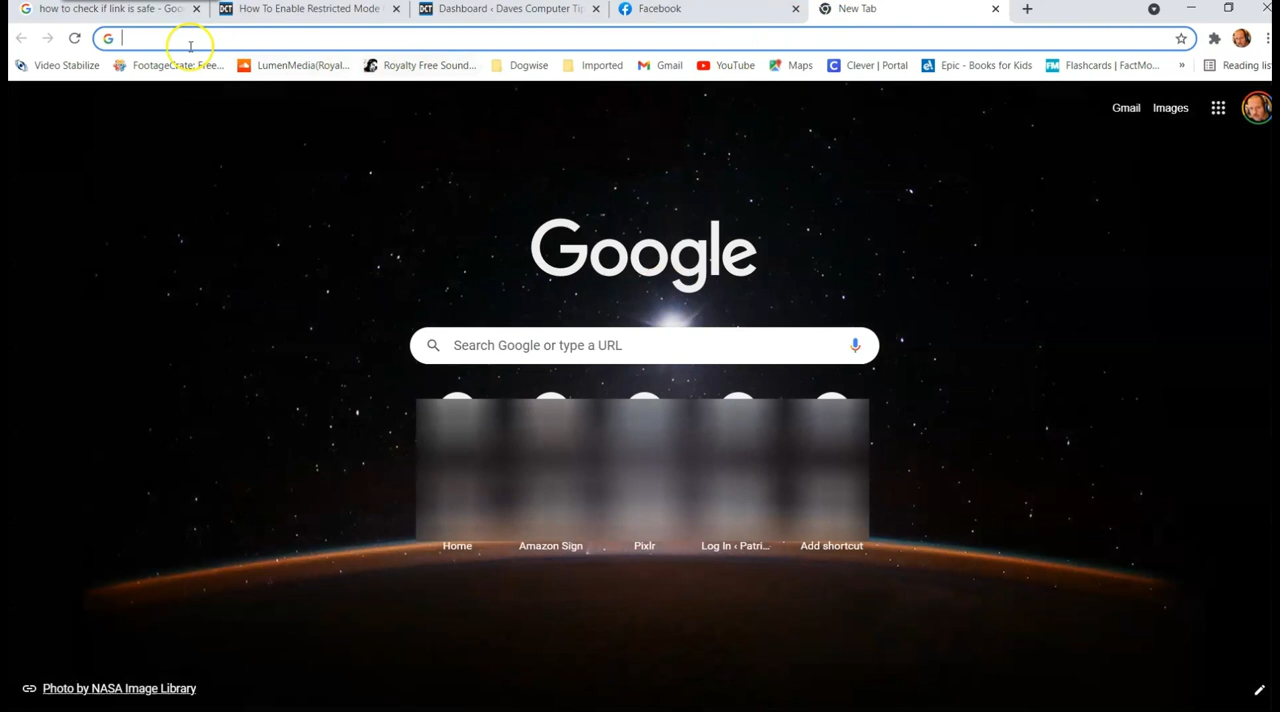 how to check if link is safe - Goo
How To Enable Restricted Mode
Dashboard ‹ Daves Computer Tip
Facebook
New Tab
Video Stabilize
FootageCrate: Free...
LumenMedia(Royal...
Royalty Free Sound...
Dogwise
Imported
Gmail
YouTube
Maps
Clever | Portal
Epic - Books for Kids
Flashcards | FactMo...
»
Reading list
Gmail
Images
Google
Search Google or type a URL
Home
Amazon Sign
Pixlr
Log In ‹ Patri...
Add shortcut
Photo by NASA Image Library